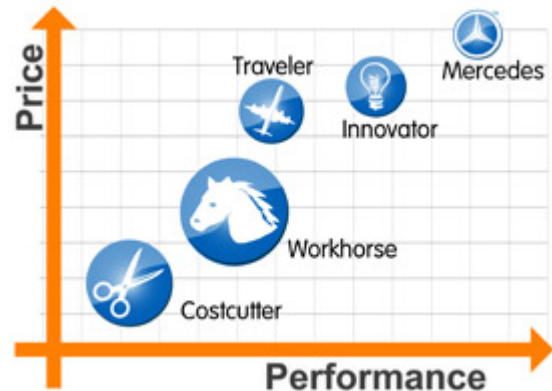 Price
Traveler
Mercedes
Innovator
Workhorse
Costcutter
Performance